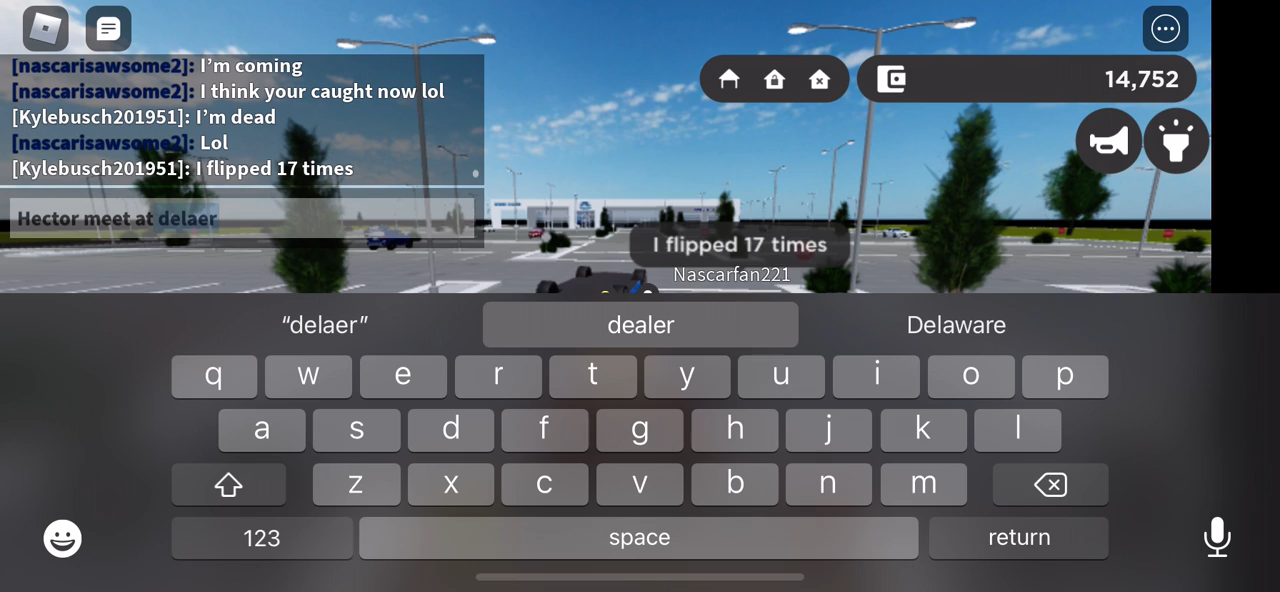 [nascarisawsome2]: I'm coming
[nascarisawsome2]: I think your caught now lol
[Kylebusch201951]: I'm dead
[nascarisawsome2]: Lol
[Kylebusch201951]: I flipped 17 times
Hector meet at delaer
14,752
I flipped 17 times
Nascarfan221
“delaer” dealer Delaware
q w e r t y u i o p
a s d f g h j k l
z x c v b n m
123 space return